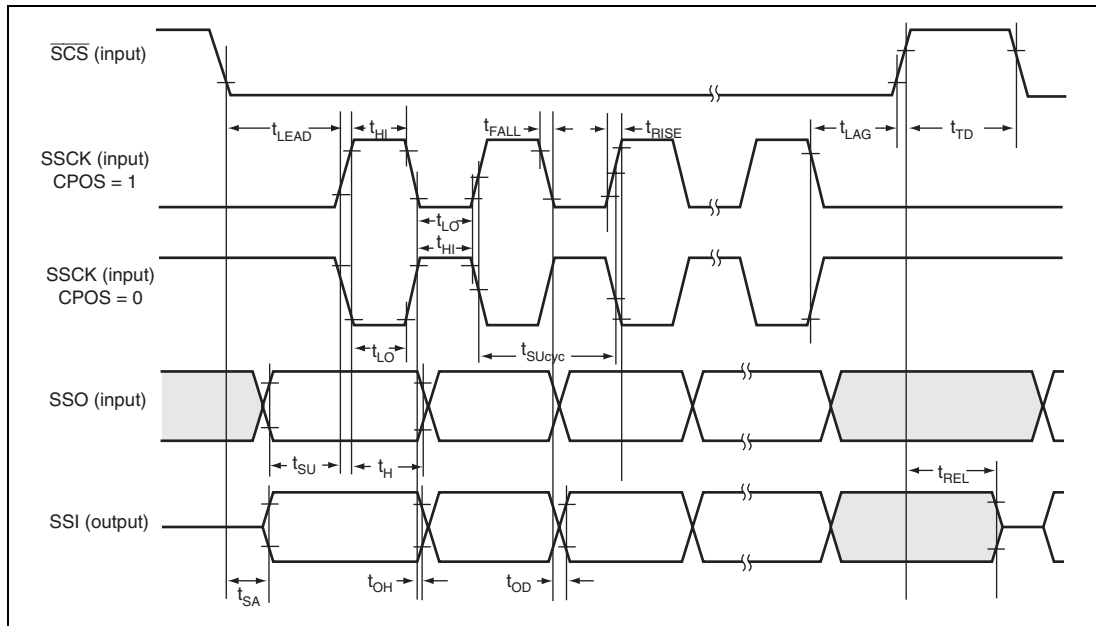 SCS (input)
tLEAD
tHI
tFALL
tRISE
tLAG
tTD
SSCK (input)
CPOS = 1
tLO
tHI
SSCK (input)
CPOS = 0
tLO
tSUcyc
SSO (input)
tSU
tH
tREL
SSI (output)
tSA
tOH
tOD